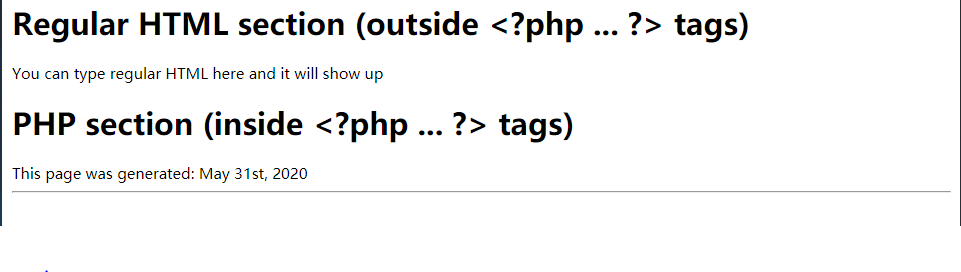 Regular HTML section (outside <?php ... ?> tags)
You can type regular HTML here and it will show up
PHP section (inside <?php ... ?> tags)
This page was generated: May 31st, 2020